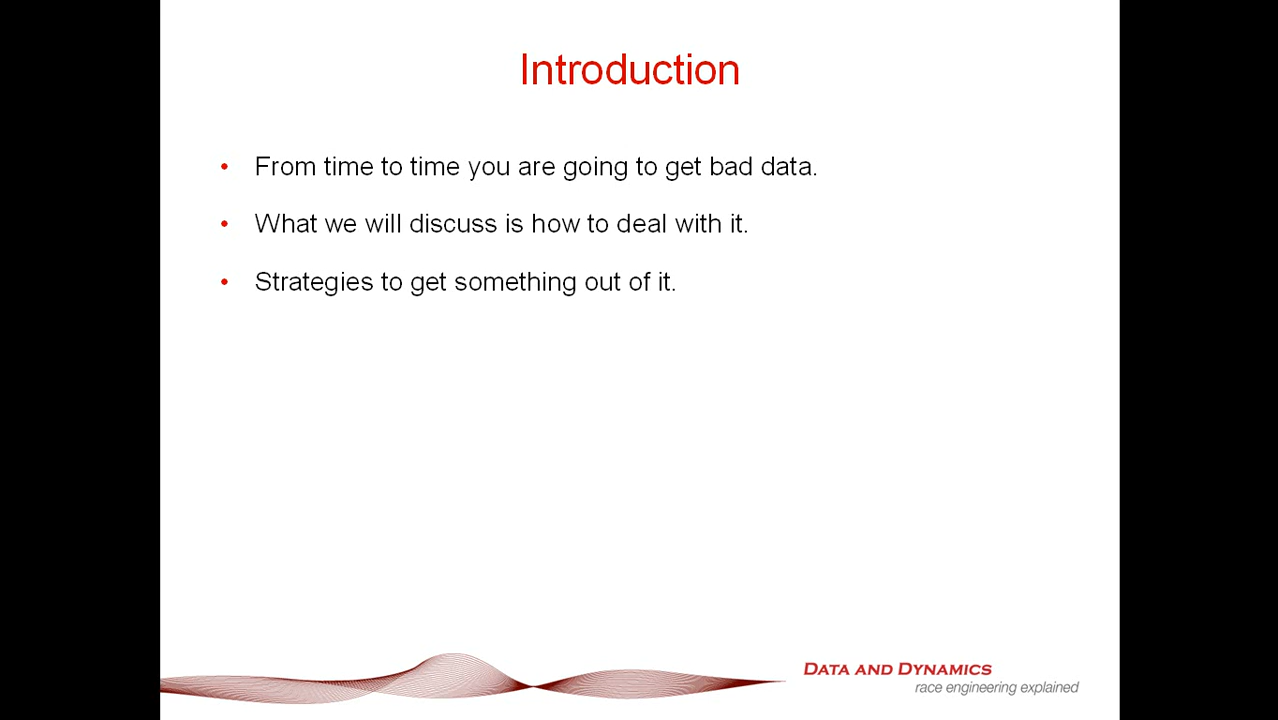 Introduction
• From time to time you are going to get bad data.
• What we will discuss is how to deal with it.
• Strategies to get something out of it.
DATA AND DYNAMICS
race engineering explained